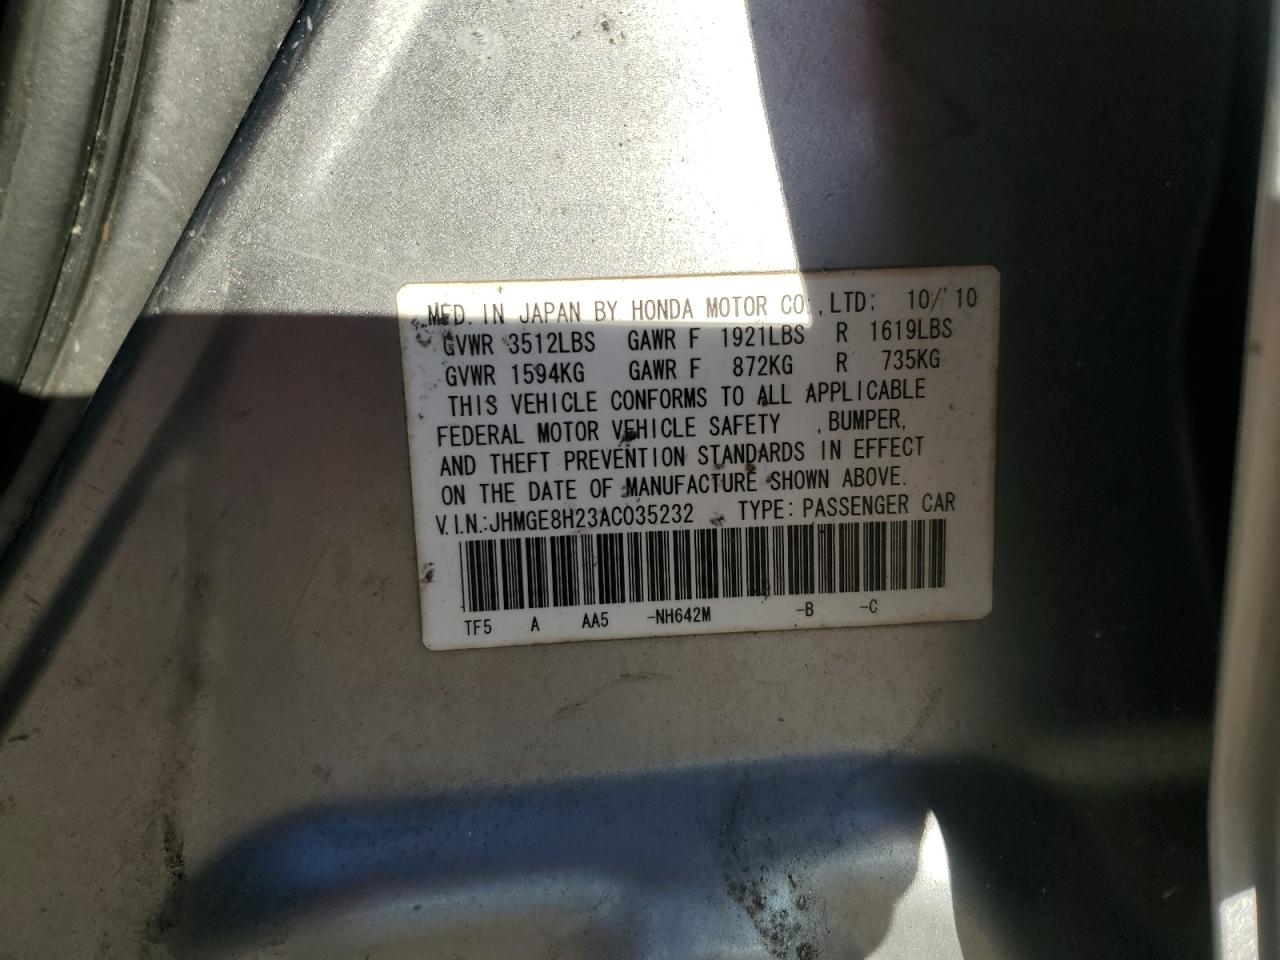 MFD. IN JAPAN BY HONDA MOTOR CO.,LTD; 10/'10
GVWR 3512LBS GAWR F 1921LBS R 1619LBS
GVWR 1594KG GAWR F 872KG R 735KG
THIS VEHICLE CONFORMS TO ALL APPLICABLE
FEDERAL MOTOR VEHICLE SAFETY , BUMPER,
AND THEFT PREVENTION STANDARDS IN EFFECT
ON THE DATE OF MANUFACTURE SHOWN ABOVE.
V.I.N.:JHMGE8H23AC035232 TYPE: PASSENGER CAR
TF5 A AA5 -NH642M -B -C